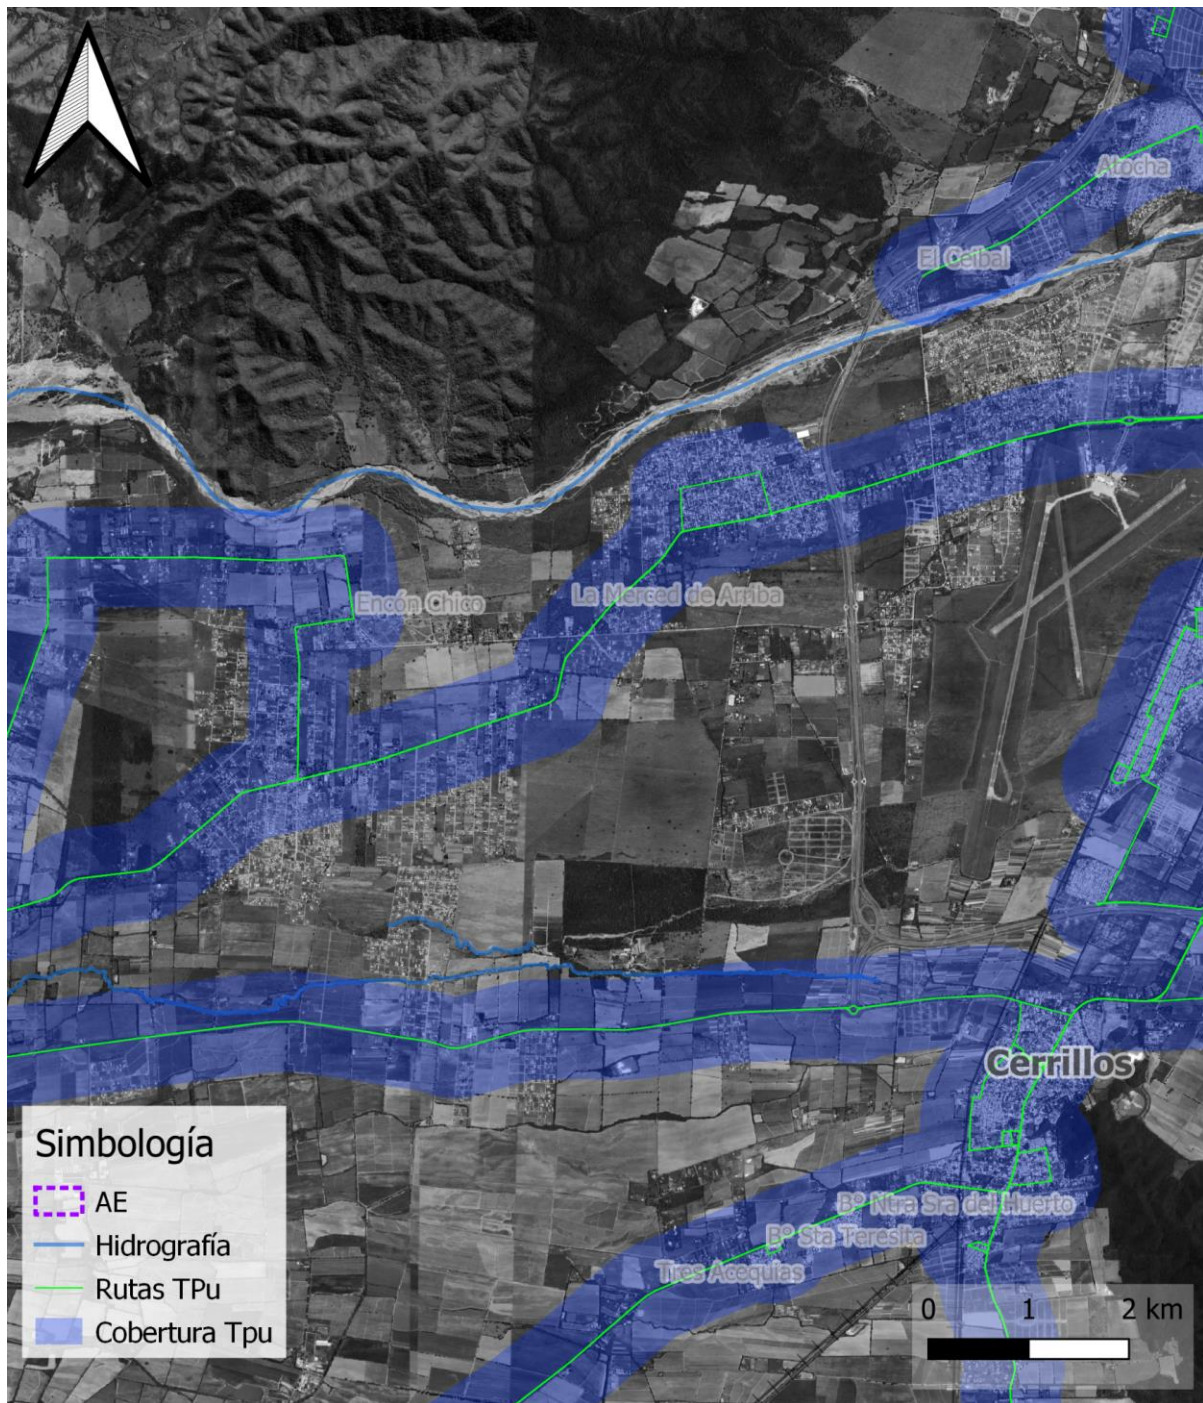 Atocha
El Ceibal
Encón Chico
La Merced de Arriba
Cerrillos
Bº Ntra Sra del Huerto
Bº Sta Teresita
Tres Acequias
Simbología
AE
Hidrografía
Rutas TPu
Cobertura Tpu
0 1 2 km